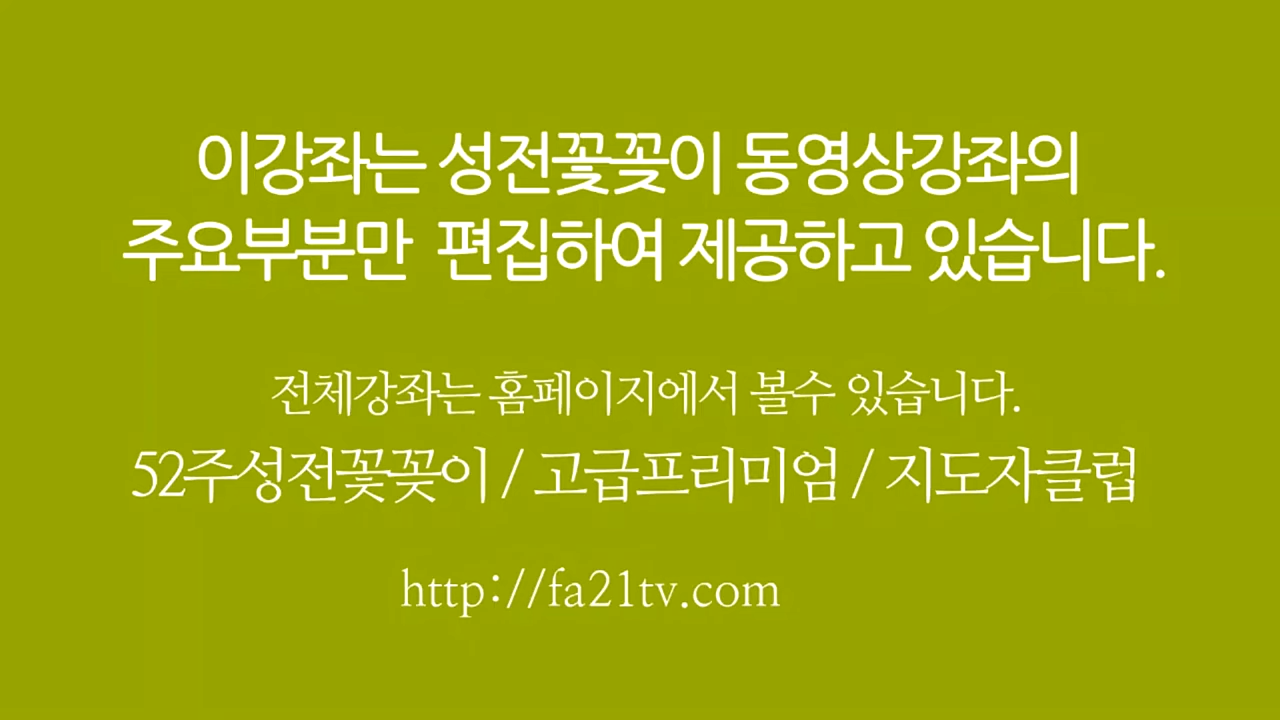 이강좌는 성전꽃꽂이 동영상강좌의
주요부분만 편집하여 제공하고 있습니다.
전체강좌는 홈페이지에서 볼수 있습니다.
52주성전꽃꽂이 / 고급프리미엄 / 지도자클럽
http://fa21tv.com